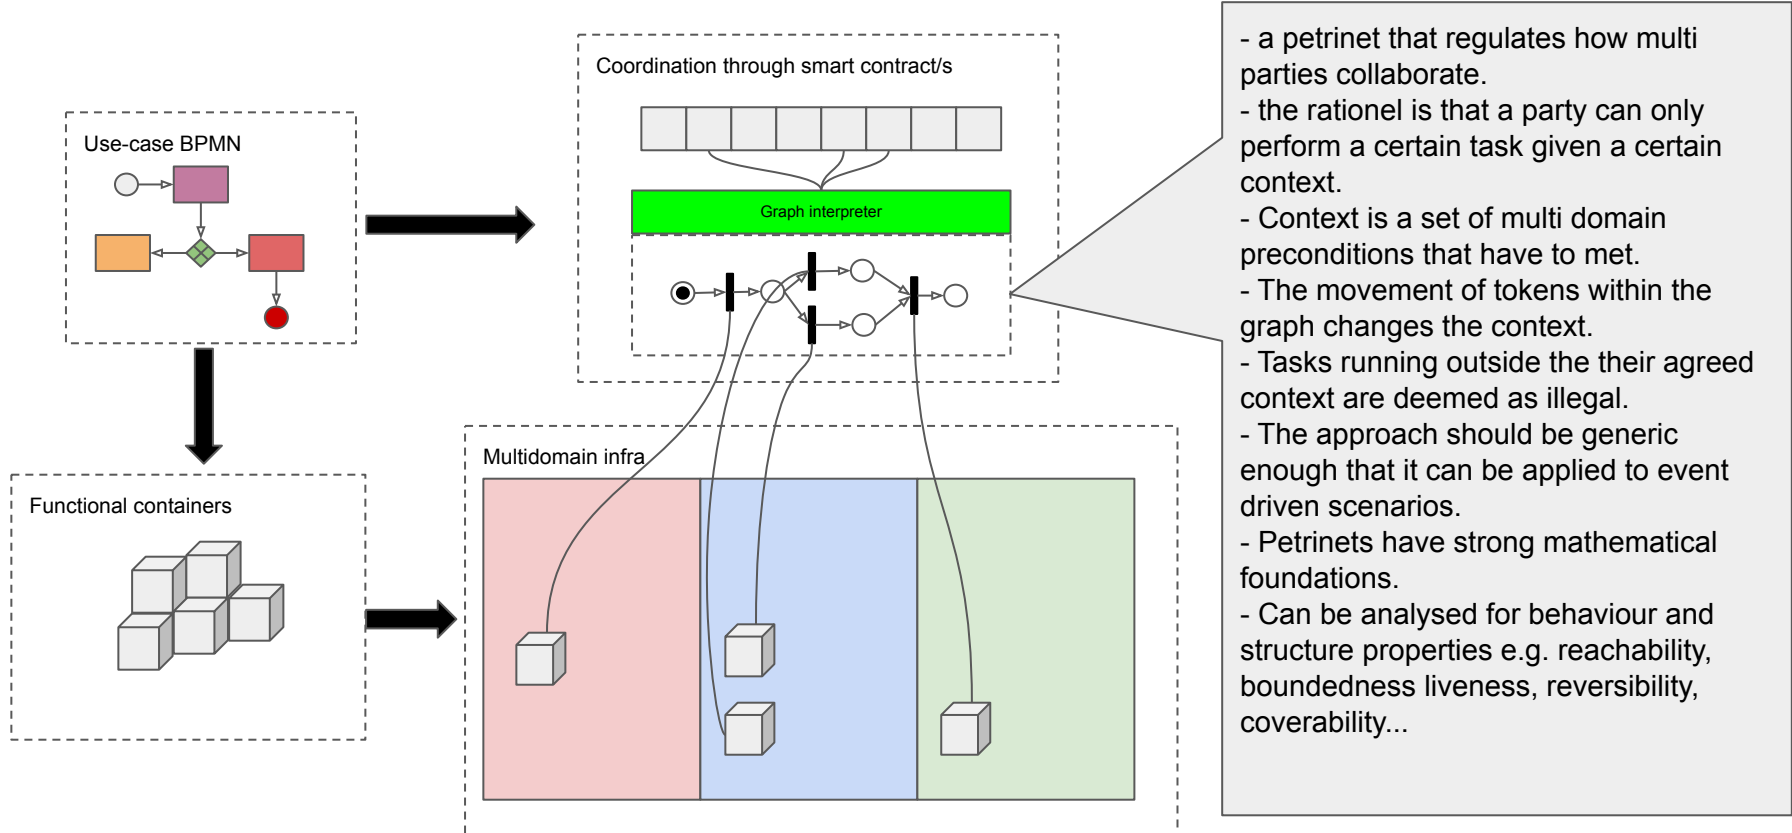 Coordination through smart contract/s
Use-case BPMN
Graph interpreter
Multidomain infra
Functional containers
- a petrinet that regulates how multi
parties collaborate.
- the rationel is that a party can only
perform a certain task given a certain
context.
- Context is a set of multi domain
preconditions that have to met.
- The movement of tokens within the
graph changes the context.
- Tasks running outside the their agreed
context are deemed as illegal.
- The approach should be generic
enough that it can be applied to event
driven scenarios.
- Petrinets have strong mathematical
foundations.
- Can be analysed for behaviour and
structure properties e.g. reachability,
boundedness liveness, reversibility,
coverability...